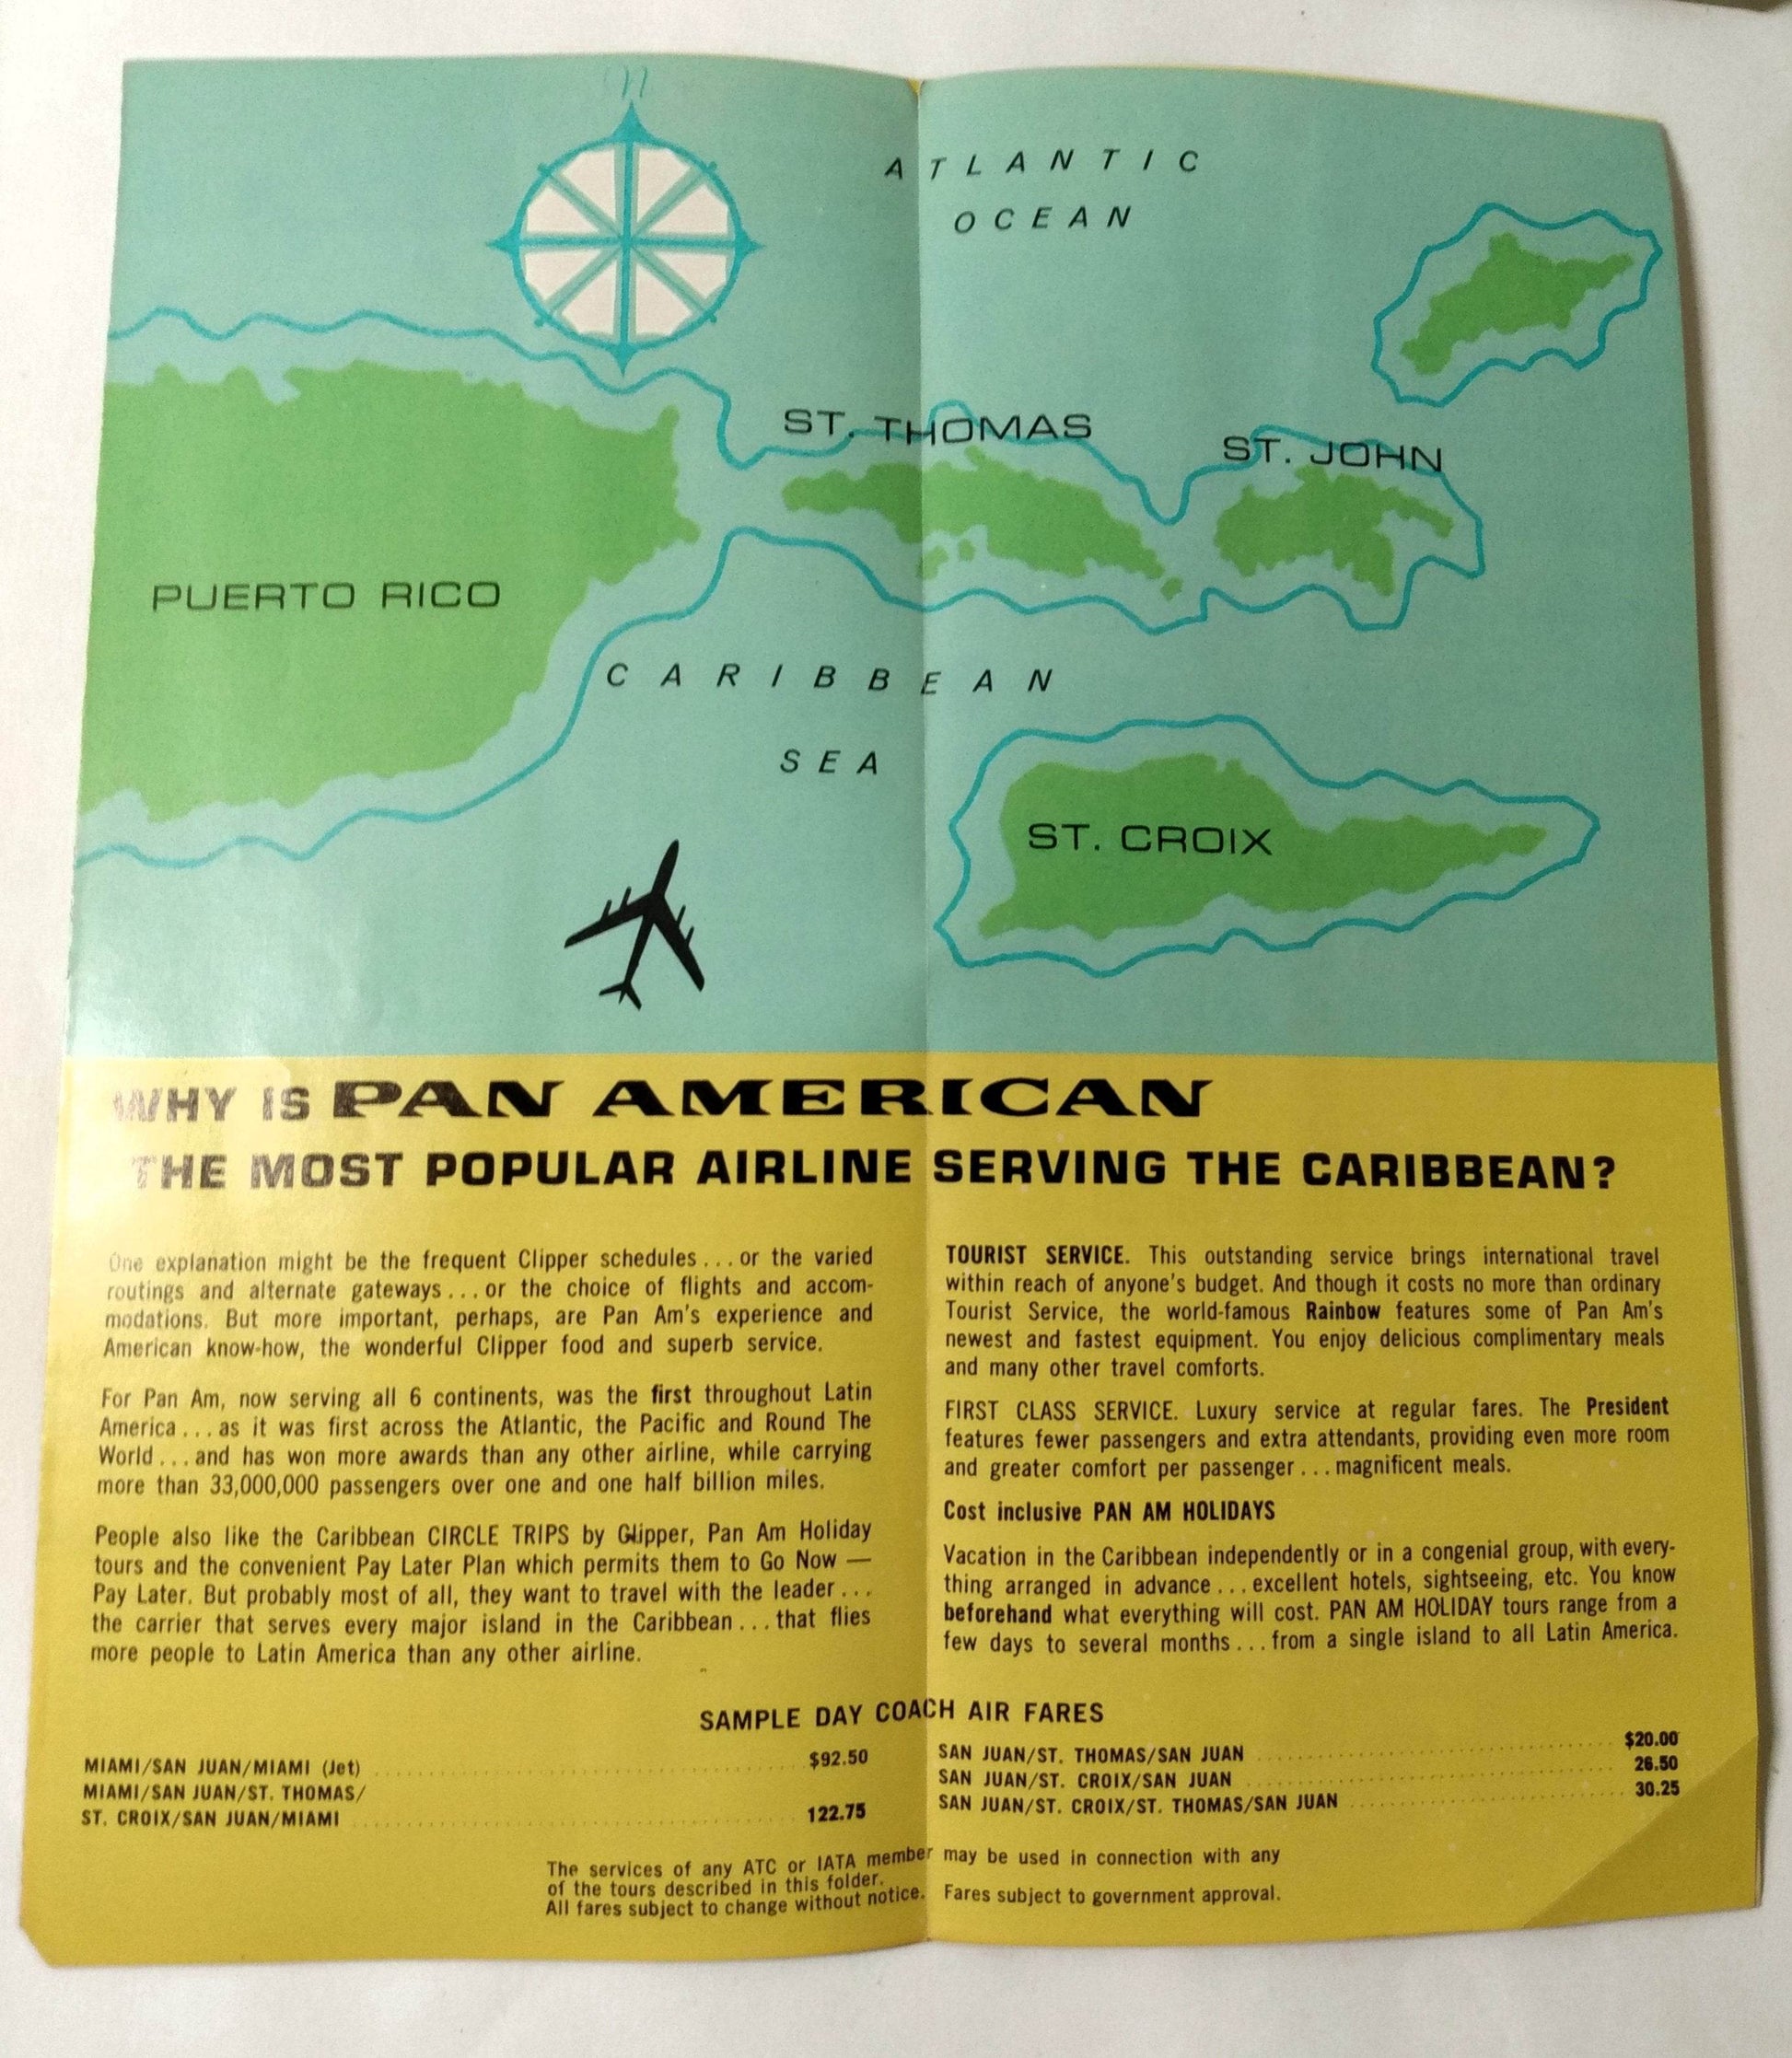 ATLANTIC
OCEAN
ST. THOMAS
ST. JOHN
PUERTO RICO
CARIBBEAN
SEA
ST. CROIX
WHY IS PAN AMERICAN
THE MOST POPULAR AIRLINE SERVING THE CARIBBEAN?
One explanation might be the frequent Clipper schedules...or the varied
routings and alternate gateways...or the choice of flights and accom-
modations. But more important, perhaps, are Pan Am's experience and
American know-how, the wonderful Clipper food and superb service.
For Pan Am, now serving all 6 continents, was the first throughout Latin
America...as it was first across the Atlantic, the Pacific and Round The
World...and has won more awards than any other airline, while carrying
more than 33,000,000 passengers over one and one half billion miles.
People also like the Caribbean CIRCLE TRIPS by Clipper, Pan Am Holiday
tours and the convenient Pay Later Plan which permits them to Go Now —
Pay Later. But probably most of all, they want to travel with the leader...
the carrier that serves every major island in the Caribbean...that flies
more people to Latin America than any other airline.
TOURIST SERVICE. This outstanding service brings international travel
within reach of anyone's budget. And though it costs no more than ordinary
Tourist Service, the world-famous Rainbow features some of Pan Am's
newest and fastest equipment. You enjoy delicious complimentary meals
and many other travel comforts.
FIRST CLASS SERVICE. Luxury service at regular fares. The President
features fewer passengers and extra attendants, providing even more room
and greater comfort per passenger...magnificent meals.
Cost inclusive PAN AM HOLIDAYS
Vacation in the Caribbean independently or in a congenial group, with every-
thing arranged in advance...excellent hotels, sightseeing, etc. You know
beforehand what everything will cost. PAN AM HOLIDAY tours range from a
few days to several months...from a single island to all Latin America.
SAMPLE DAY COACH AIR FARES
MIAMI/SAN JUAN/MIAMI (Jet) $92.50
MIAMI/SAN JUAN/ST. THOMAS/
ST. CROIX/SAN JUAN/MIAMI 122.75
SAN JUAN/ST. THOMAS/SAN JUAN $20.00
SAN JUAN/ST. CROIX/SAN JUAN 26.50
SAN JUAN/ST. CROIX/ST. THOMAS/SAN JUAN 30.25
The services of any ATC or IATA member may be used in connection with any
of the tours described in this folder.
All fares subject to change without notice. Fares subject to government approval.